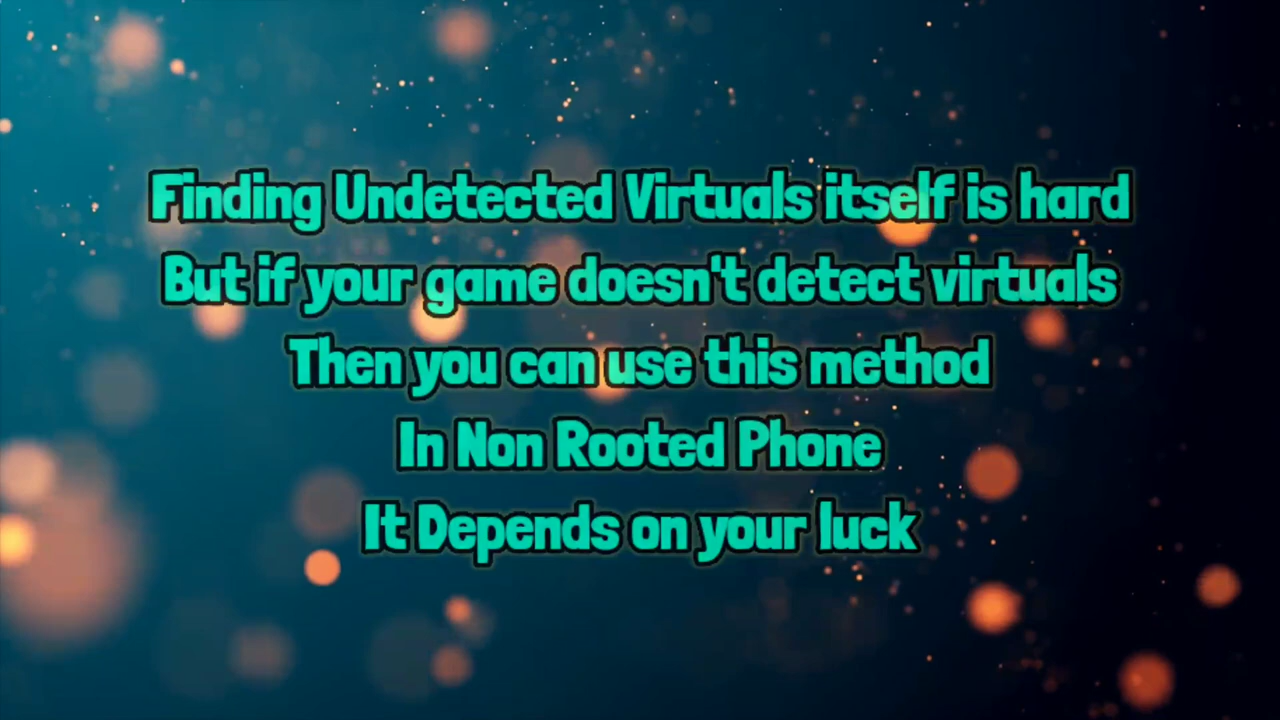 Finding Undetected Virtuals itself is hard
But if your game doesn't detect virtuals
Then you can use this method
In Non Rooted Phone
It Depends on your luck